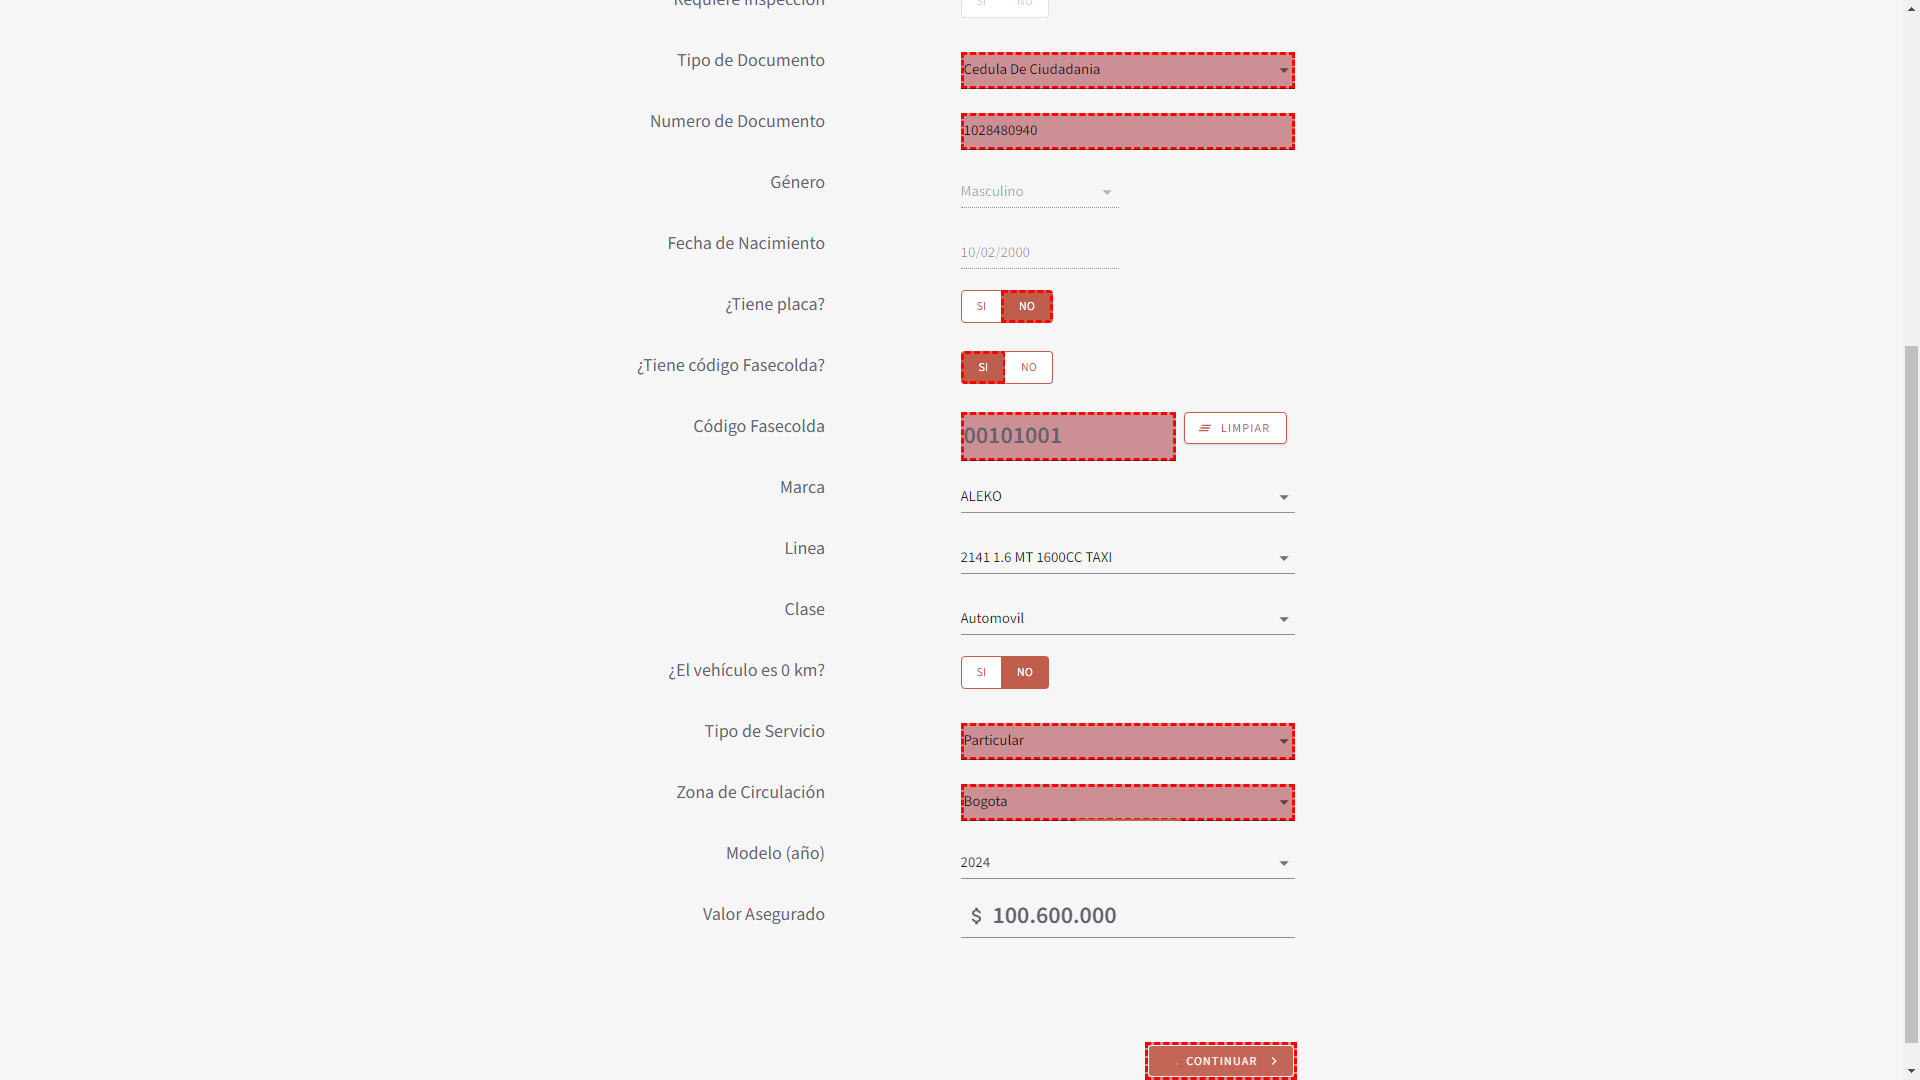 Requiere Inspección SI NO
Tipo de Documento Cedula De Ciudadania
Numero de Documento 1028480940
Género Masculino
Fecha de Nacimiento 10/02/2000
¿Tiene placa? SI NO
¿Tiene código Fasecolda? SI NO
Código Fasecolda 00101001 LIMPIAR
Marca ALEKO
Linea 2141 1.6 MT 1600CC TAXI
Clase Automovil
¿El vehículo es 0 km? SI NO
Tipo de Servicio Particular
Zona de Circulación Bogota
Modelo (año) 2024
Valor Asegurado $ 100.600.000
CONTINUAR